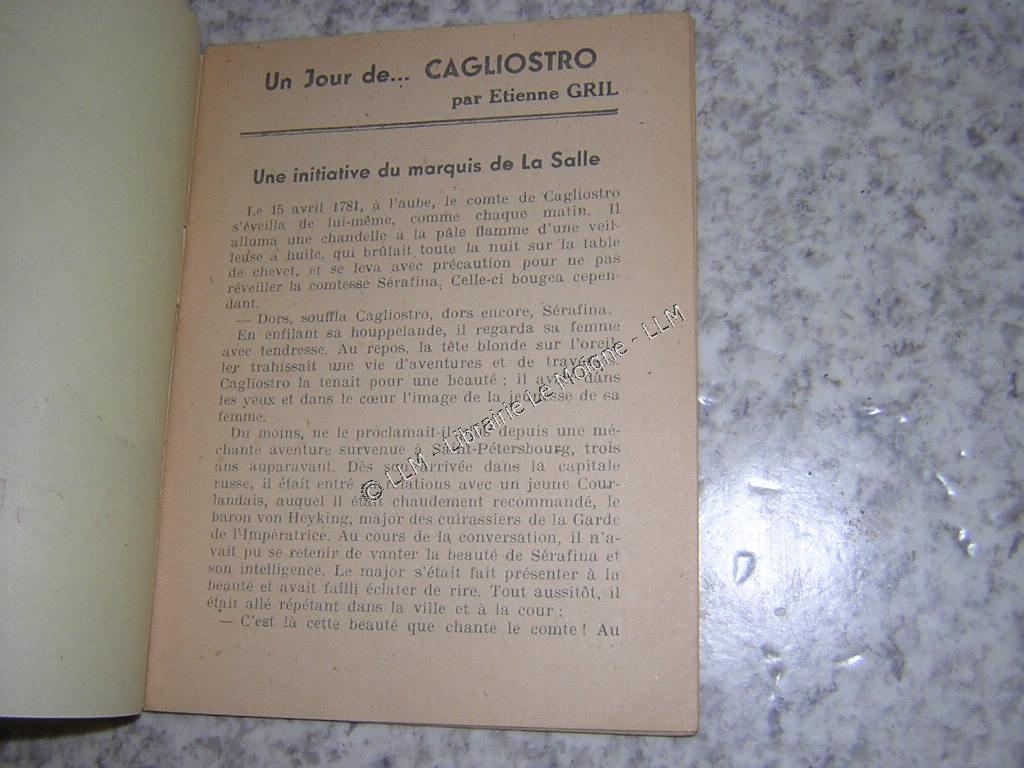 Un Jour de... CAGLIOSTRO
par Etienne GRIL
Une initiative du marquis de La Salle
Le 15 avril 1781, à l'aube, le comte de Cagliostro
s'éveilla de lui-même, comme chaque matin. Il
alluma une chandelle à la pâle flamme d'une veil-
leuse à huile, qui brûlait toute la nuit sur la table
de chevet, et se leva avec précaution pour ne pas
réveiller la comtesse Sérafina. Celle-ci bougea cepen-
dant.
— Dors, souffla Cagliostro, dors encore, Sérafina.
En enfilant sa houppelande, il regarda sa femme
avec tendresse. Au repos, la tête blonde sur l'oreil-
ler trahissait une vie d'aventures et de
Cagliostro la tenait pour une beauté ; il dans
les yeux et dans le cœur l'image de la jeunesse de sa
femme.
Du moins, ne le proclamait-il depuis une mé-
chante aventure survenue à Saint-Pétersbourg, trois
ans auparavant. Dès son arrivée dans la capitale
russe, il était entré relations avec un jeune Cour-
landais, auquel il était chaudement recommandé, le
baron von Heyking, major des cuirassiers de la Garde
de l'Impératrice. Au cours de la conversation, il n'a-
vait pu se retenir de vanter la beauté de Sérafina et
son intelligence. Le major s'était fait présenter à la
beauté et avait failli éclater de rire. Tout aussitôt, il
était allé répétant dans la ville et à la cour :
— C'est là cette beauté que chante le comte ! Au
© LLM - Librairie Le Moigne - LLM